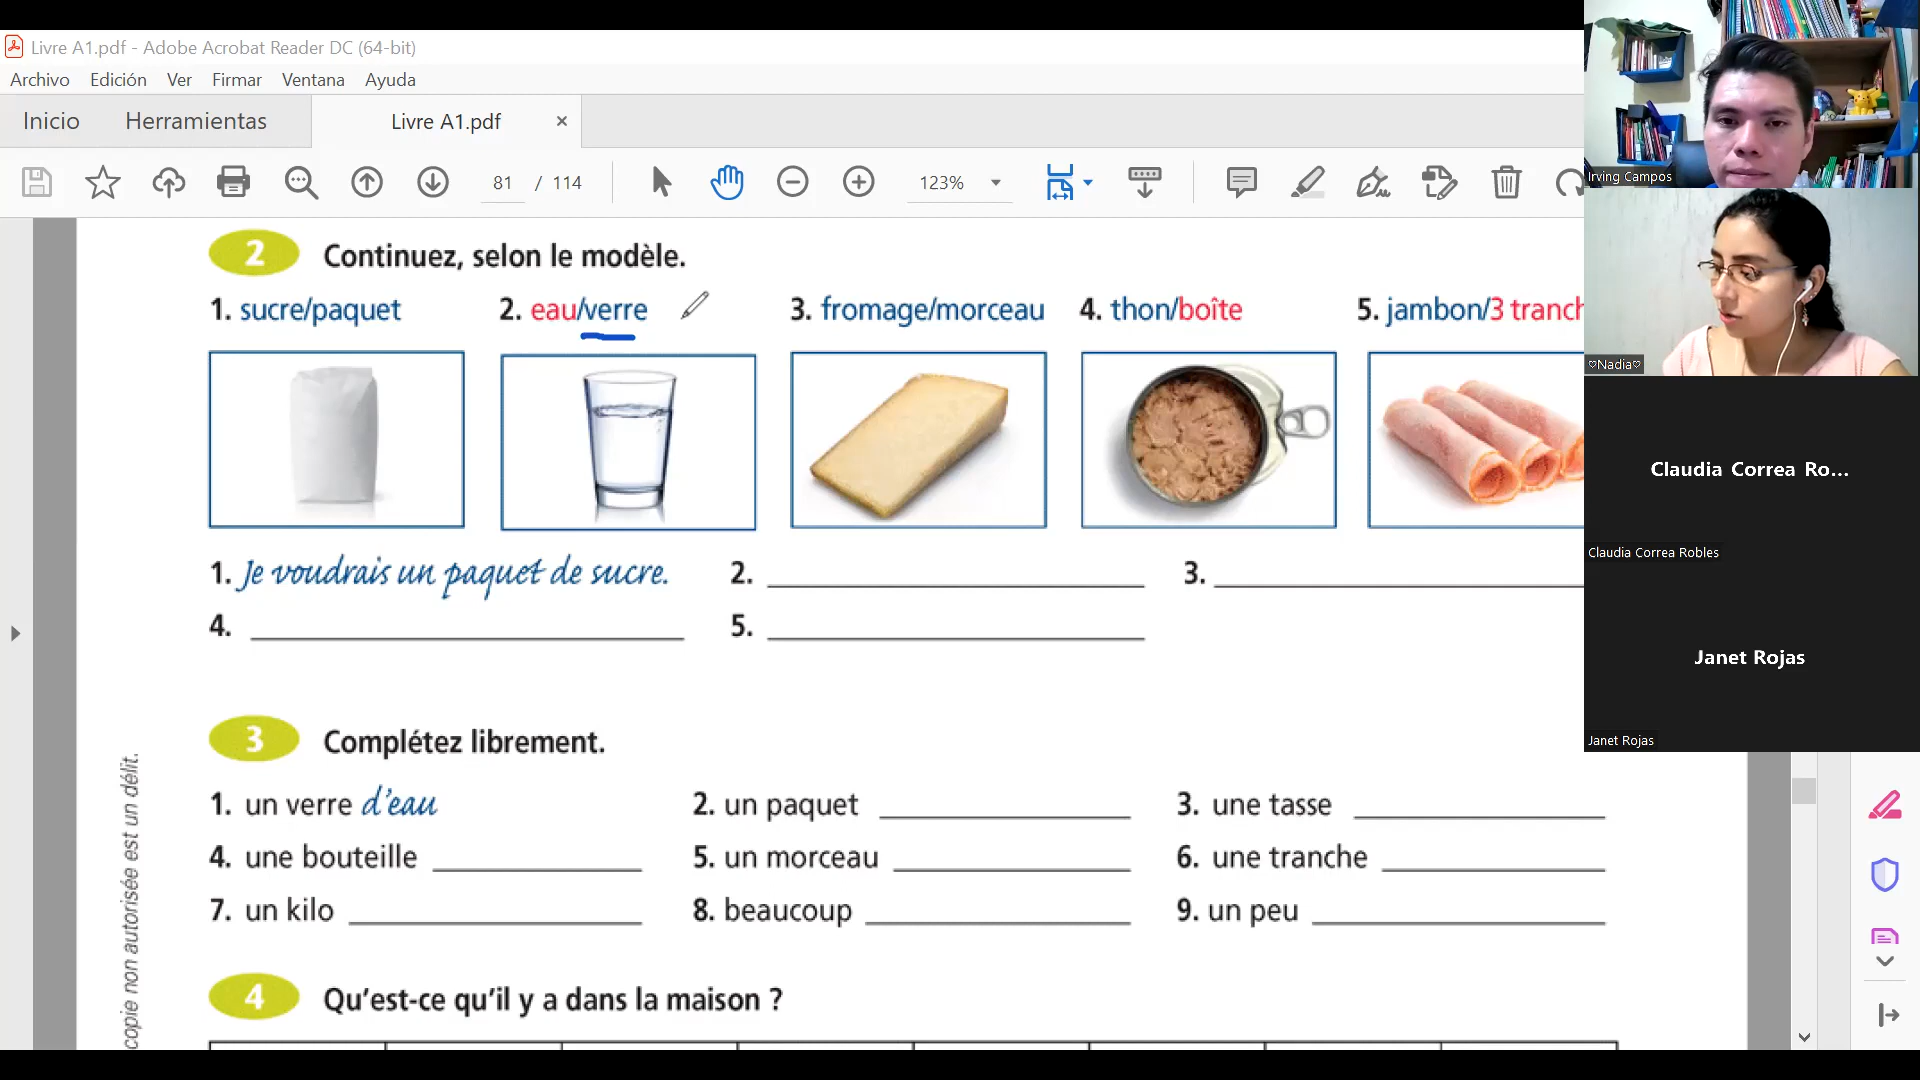 Livre A1.pdf - Adobe Acrobat Reader DC (64-bit)
Archivo Edición Ver Firmar Ventana Ayuda
Inicio Herramientas Livre A1.pdf ×
81 / 114 123%
2 Continuez, selon le modèle.
1. sucre/paquet 2. eau/verre 3. fromage/morceau 4. thon/boîte 5. jambon/3 tranch
1. Je voudrais un paquet de sucre. 2. 3.
4. 5.
3 Complétez librement.
1. un verre d'eau 2. un paquet 3. une tasse
4. une bouteille 5. un morceau 6. une tranche
7. un kilo 8. beaucoup 9. un peu
4 Qu'est-ce qu'il y a dans la maison ?
copie non autorisée est un délit.
Irving Campos
♡Nadia♡
Claudia Correa Ro...
Claudia Correa Robles
Janet Rojas
Janet Rojas